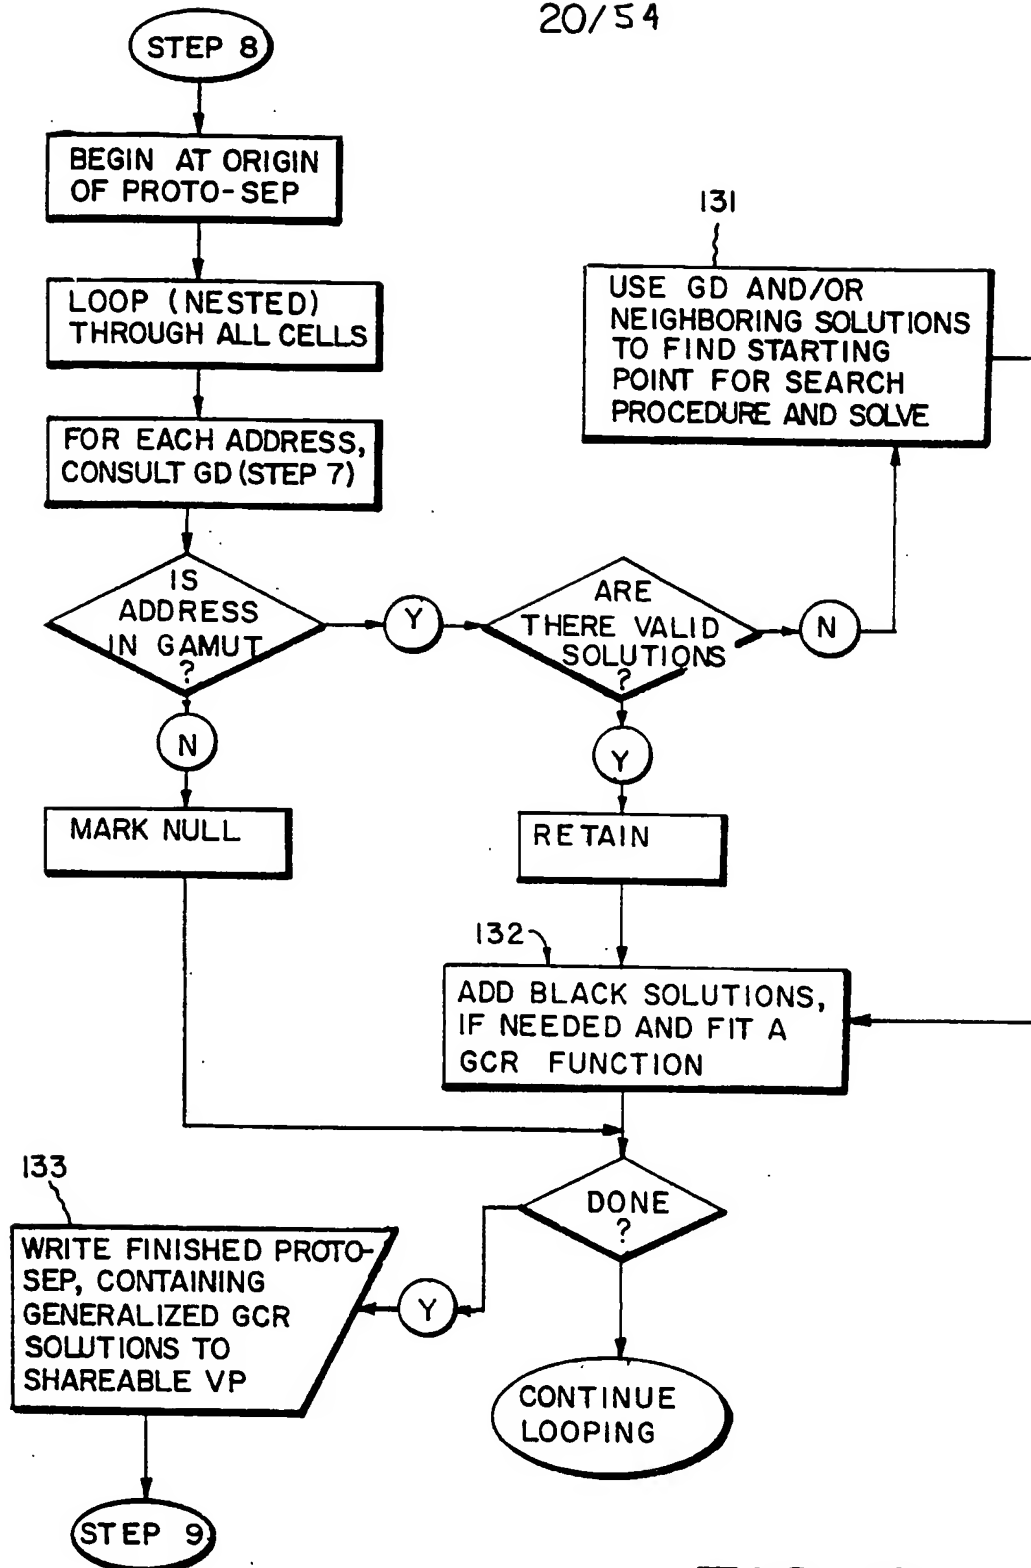 20/54
STEP 8
BEGIN AT ORIGIN
OF PROTO-SEP
LOOP (NESTED)
THROUGH ALL CELLS
FOR EACH ADDRESS,
CONSULT GD (STEP 7)
IS
ADDRESS
IN GAMUT
?
Y
ARE
THERE VALID
SOLUTIONS
?
N
131
USE GD AND/OR
NEIGHBORING SOLUTIONS
TO FIND STARTING
POINT FOR SEARCH
PROCEDURE AND SOLVE
N
MARK NULL
Y
RETAIN
132
ADD BLACK SOLUTIONS,
IF NEEDED AND FIT A
GCR FUNCTION
DONE
?
Y
133
WRITE FINISHED PROTO-
SEP, CONTAINING
GENERALIZED GCR
SOLUTIONS TO
SHAREABLE VP
CONTINUE
LOOPING
STEP 9